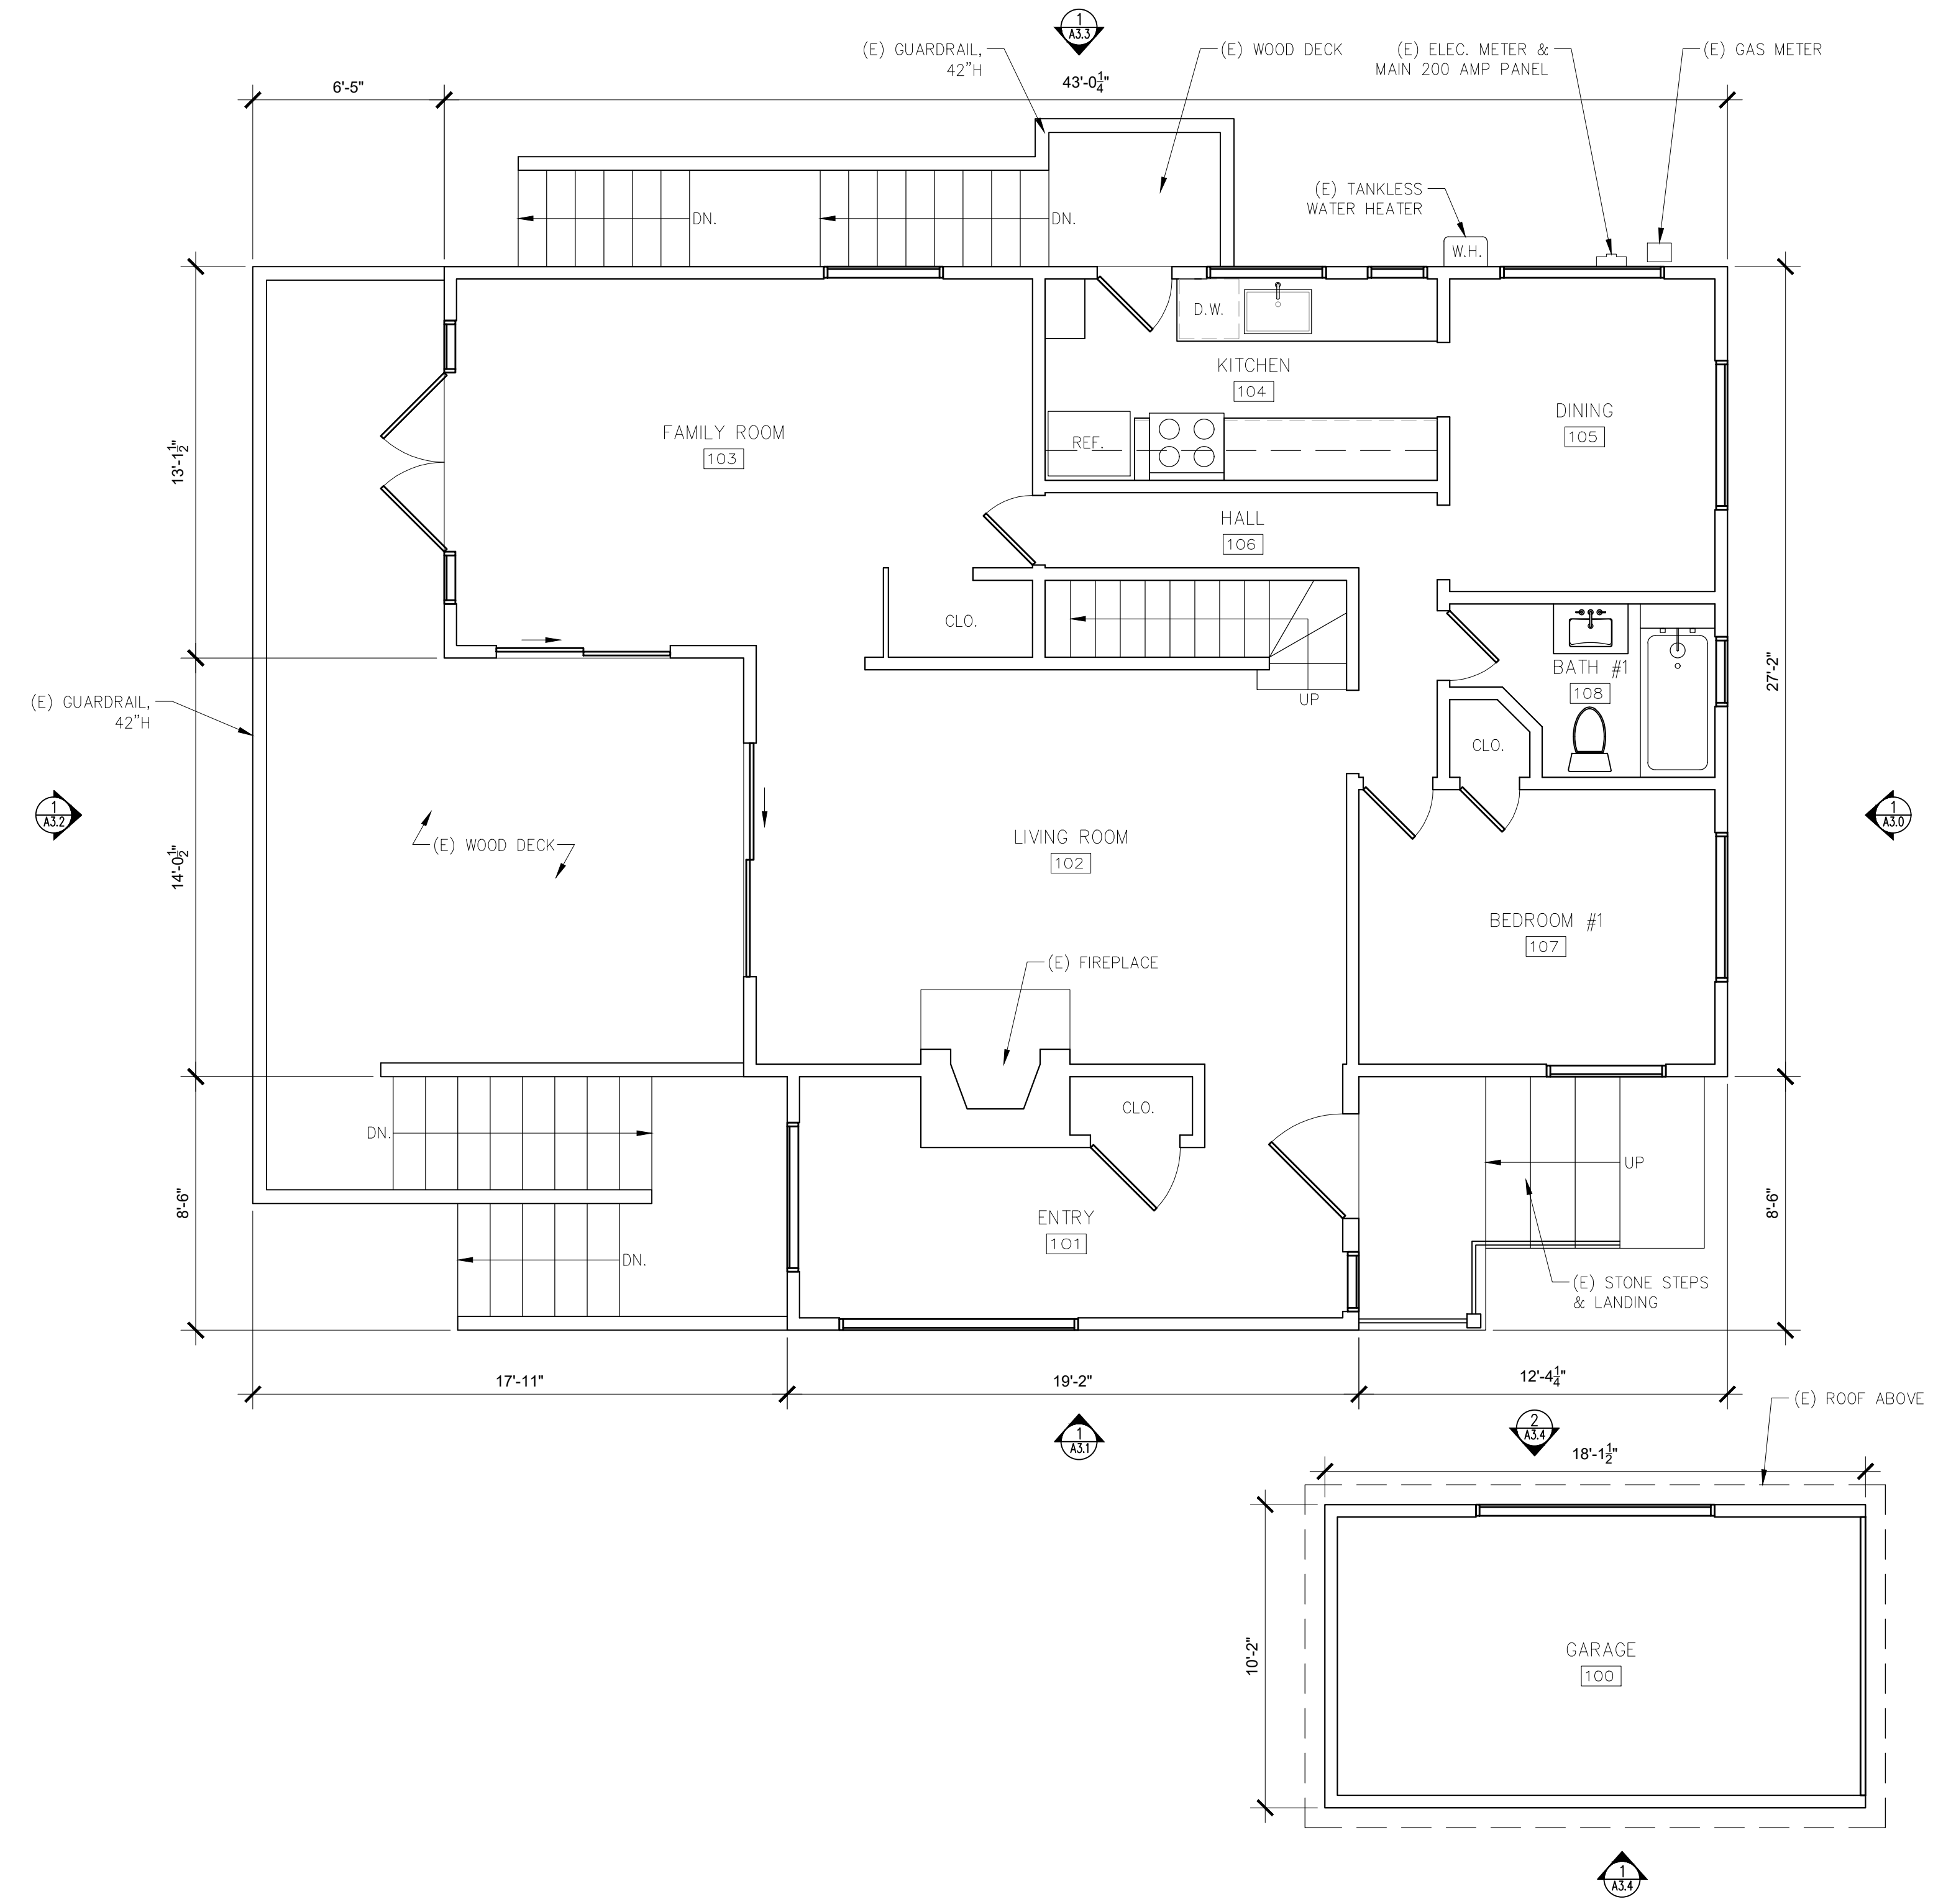 1
A3.3
(E) GUARDRAIL,
42"H
(E) WOOD DECK
(E) ELEC. METER &
MAIN 200 AMP PANEL
(E) GAS METER
6'-5"
43'-0¼"
(E) TANKLESS
WATER HEATER
DN.
DN.
W.H.
D.W.
KITCHEN
104
DINING
105
FAMILY ROOM
103
REF.
13'-1½"
HALL
106
CLO.
BATH #1
108
27'-2"
UP
(E) GUARDRAIL,
42"H
CLO.
1
A3.2
1
A3.0
LIVING ROOM
102
(E) WOOD DECK
14'-0½"
BEDROOM #1
107
(E) FIREPLACE
CLO.
DN.
UP
8'-6"
8'-6"
ENTRY
101
DN.
(E) STONE STEPS
& LANDING
17'-11"
19'-2"
12'-4¼"
(E) ROOF ABOVE
1
A3.1
2
A3.4
18'-1½"
10'-2"
GARAGE
100
1
A3.4